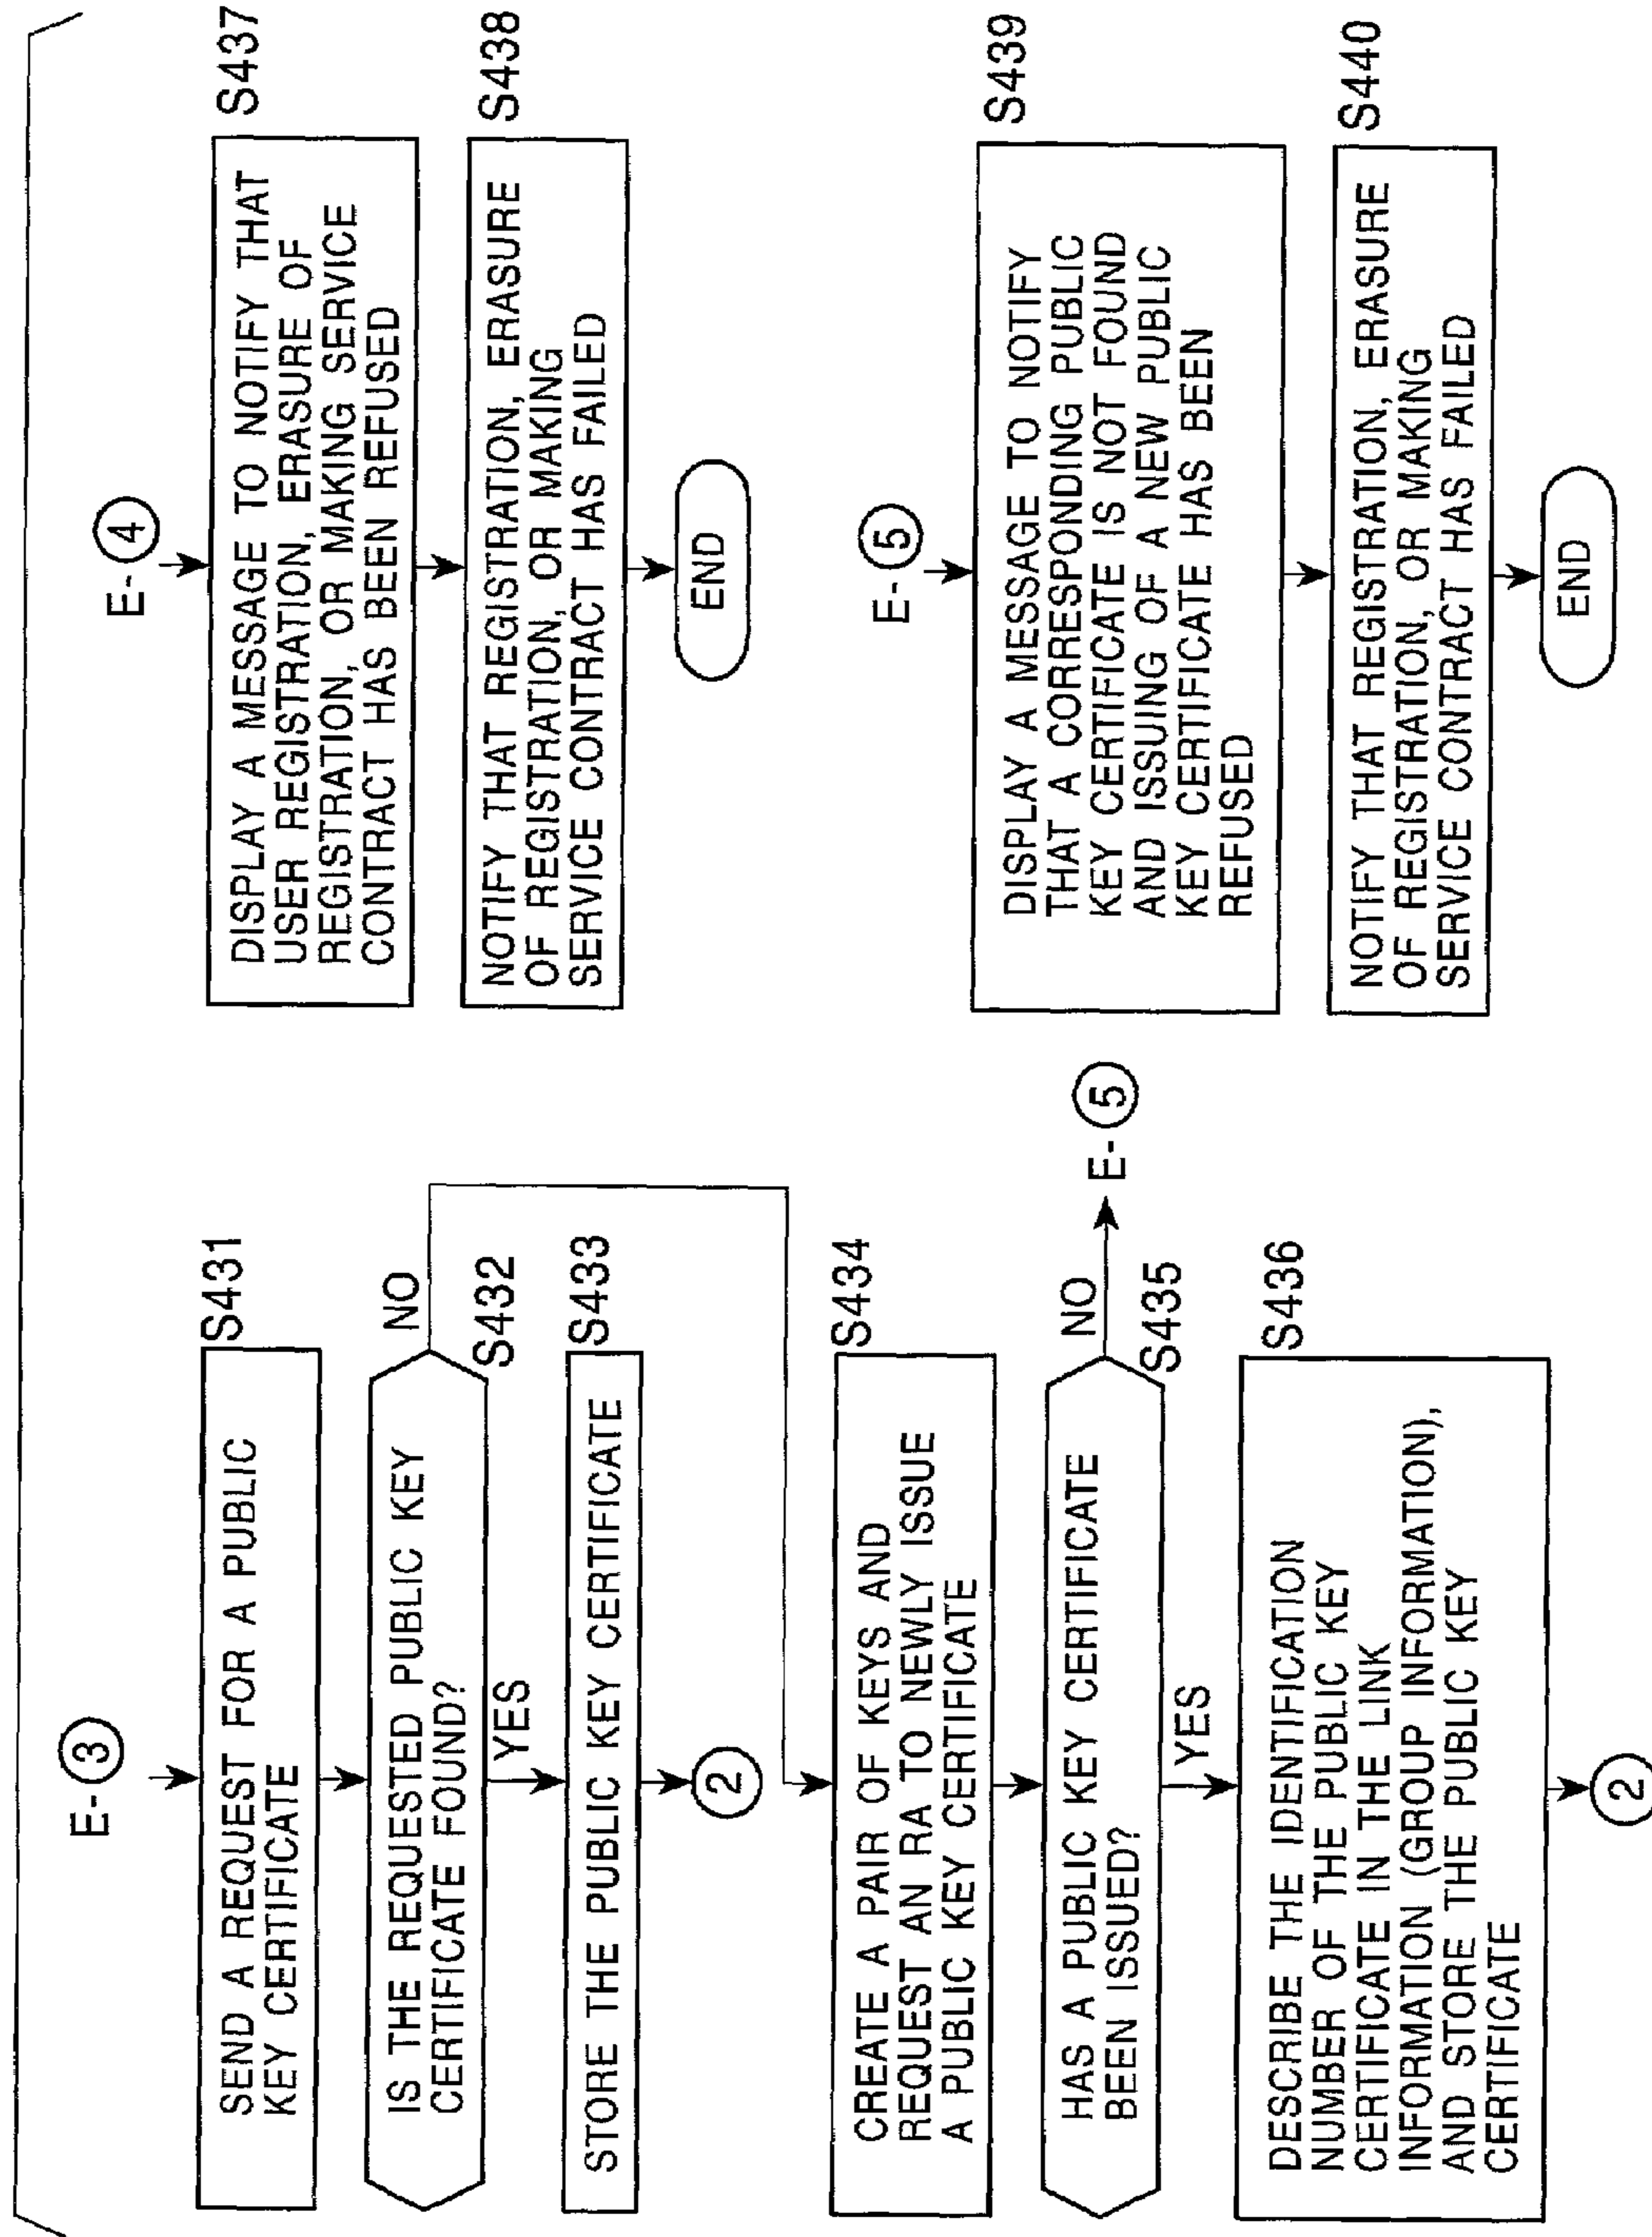 E-3
SEND A REQUEST FOR A PUBLIC
KEY CERTIFICATE
S431
IS THE REQUESTED PUBLIC KEY
CERTIFICATE FOUND?
NO
S432
YES
STORE THE PUBLIC KEY CERTIFICATE
S433
2
CREATE A PAIR OF KEYS AND
REQUEST AN RA TO NEWLY ISSUE
A PUBLIC KEY CERTIFICATE
S434
HAS A PUBLIC KEY CERTIFICATE
BEEN ISSUED?
NO
E-5
S435
YES
DESCRIBE THE IDENTIFICATION
NUMBER OF THE PUBLIC KEY
CERTIFICATE IN THE LINK
INFORMATION (GROUP INFORMATION),
AND STORE THE PUBLIC KEY
CERTIFICATE
S436
2
E-4
DISPLAY A MESSAGE TO NOTIFY THAT
USER REGISTRATION, ERASURE OF
REGISTRATION, OR MAKING SERVICE
CONTRACT HAS BEEN REFUSED
S437
NOTIFY THAT REGISTRATION, ERASURE
OF REGISTRATION, OR MAKING
SERVICE CONTRACT HAS FAILED
S438
END
E-5
DISPLAY A MESSAGE TO NOTIFY
THAT A CORRESPONDING PUBLIC
KEY CERTIFICATE IS NOT FOUND
AND ISSUING OF A NEW PUBLIC
KEY CERTIFICATE HAS BEEN
REFUSED
S439
NOTIFY THAT REGISTRATION, ERASURE
OF REGISTRATION, OR MAKING
SERVICE CONTRACT HAS FAILED
S440
END